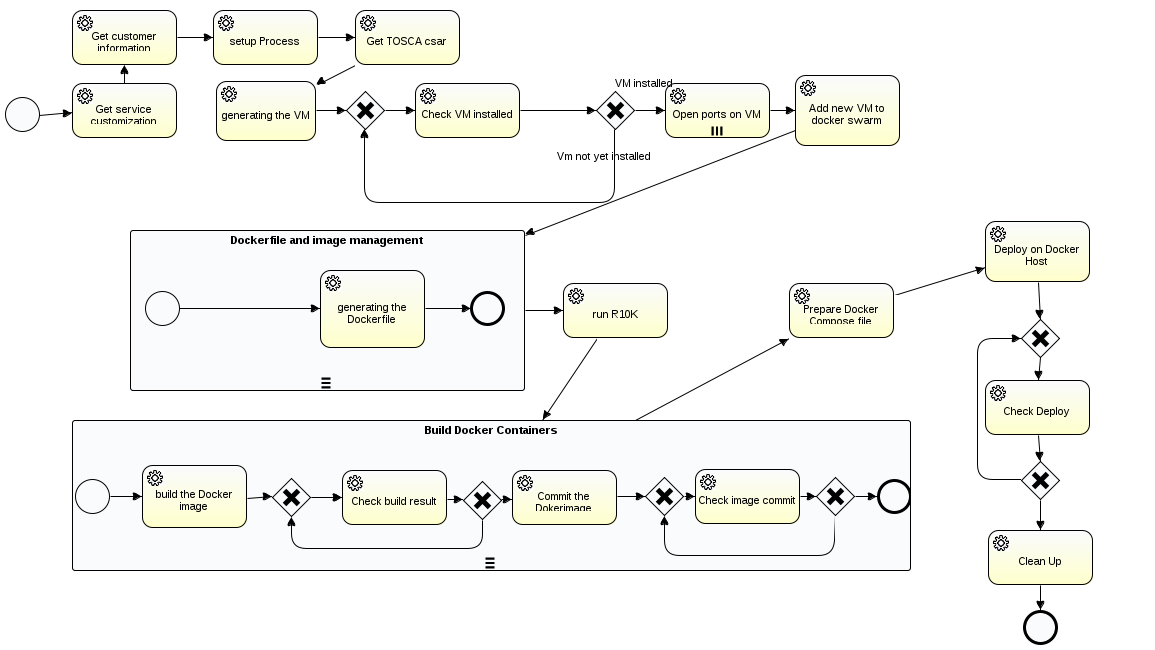 Get customer
information
setup Process
Get TOSCA csar
Get service
customization
generating the VM
Check VM installed
VM installed
Open ports on VM
Add new VM to
docker swarm
Vm not yet installed
Dockerfile and image management
generating the
Dockerfile
run R10K
Prepare Docker
Compose file
Deploy on Docker
Host
Check Deploy
Build Docker Containers
build the Docker
image
Check build result
Commit the
Dokerimage
Check image commit
Clean Up